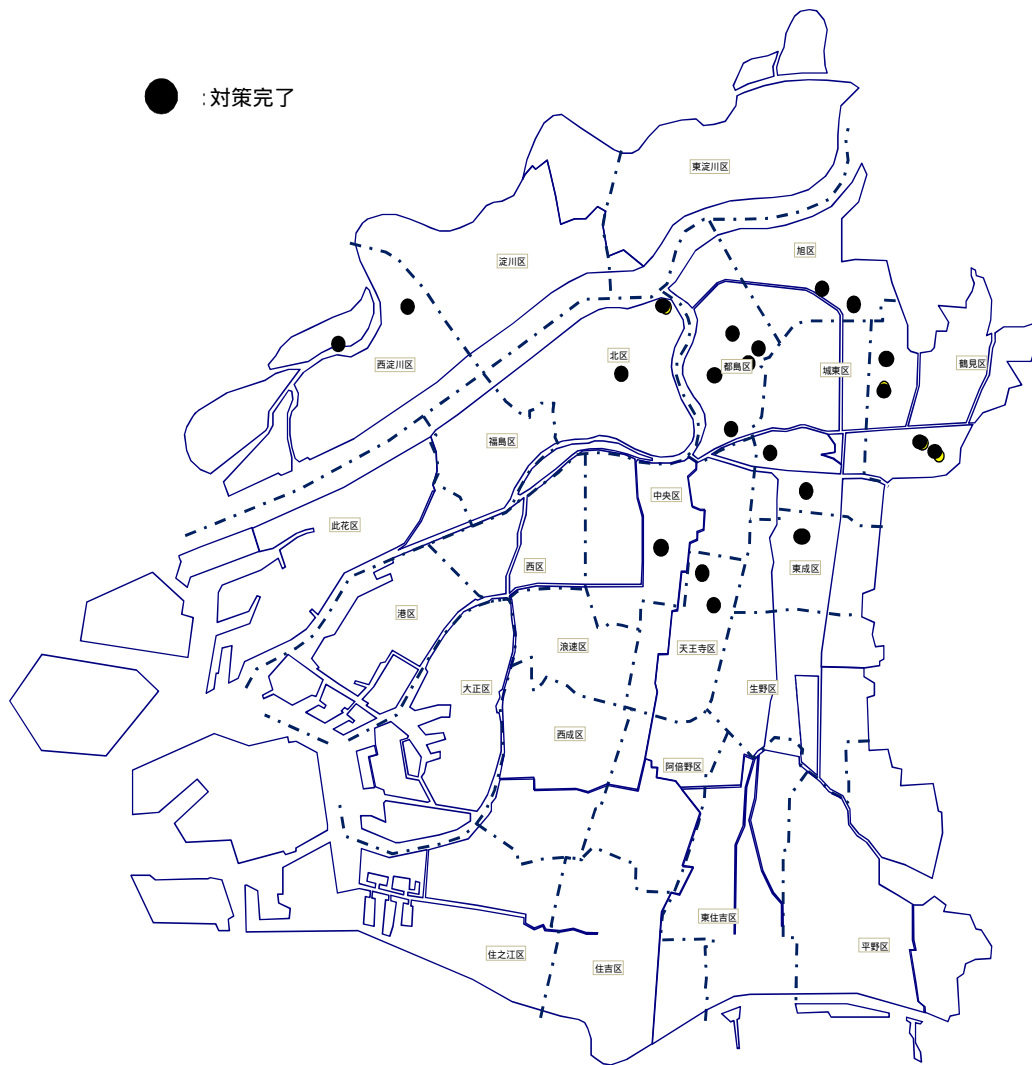 :対策完了
東淀川区
旭区
淀川区
北区
西淀川区
都島区
城東区
鶴見区
福島区
中央区
此花区
西区
東成区
港区
浪速区
天王寺区
大正区
生野区
西成区
阿倍野区
東住吉区
平野区
住之江区
住吉区